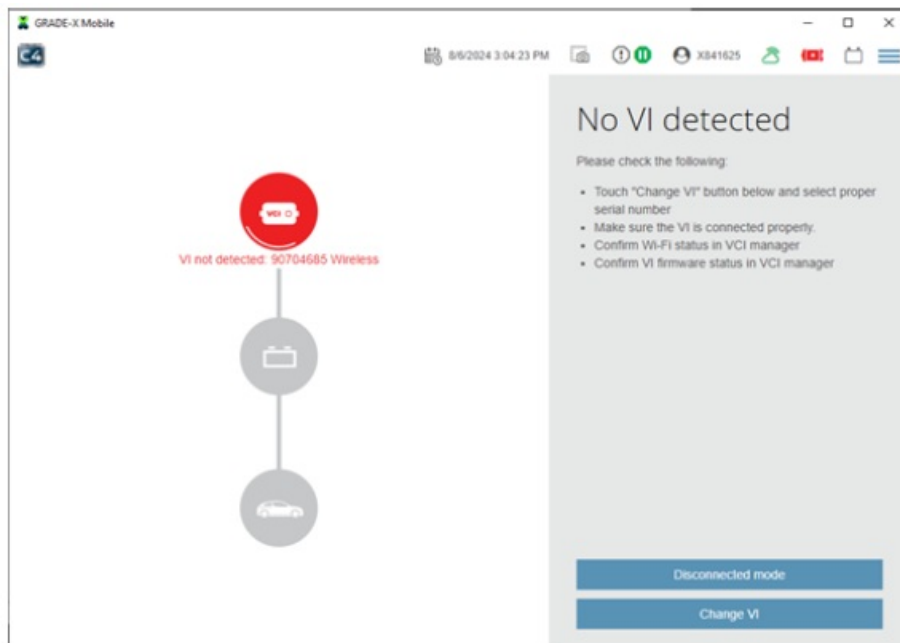 GRADE-X Mobile
C4
8/6/2024 3:04:23 PM
X841625
No VI detected
Please check the following:
• Touch "Change VI" button below and select proper
serial number
• Make sure the VI is connected properly.
• Confirm Wi-Fi status in VCI manager
• Confirm VI firmware status in VCI manager
VCI
VI not detected: 90704685 Wireless
Disconnected mode
Change VI